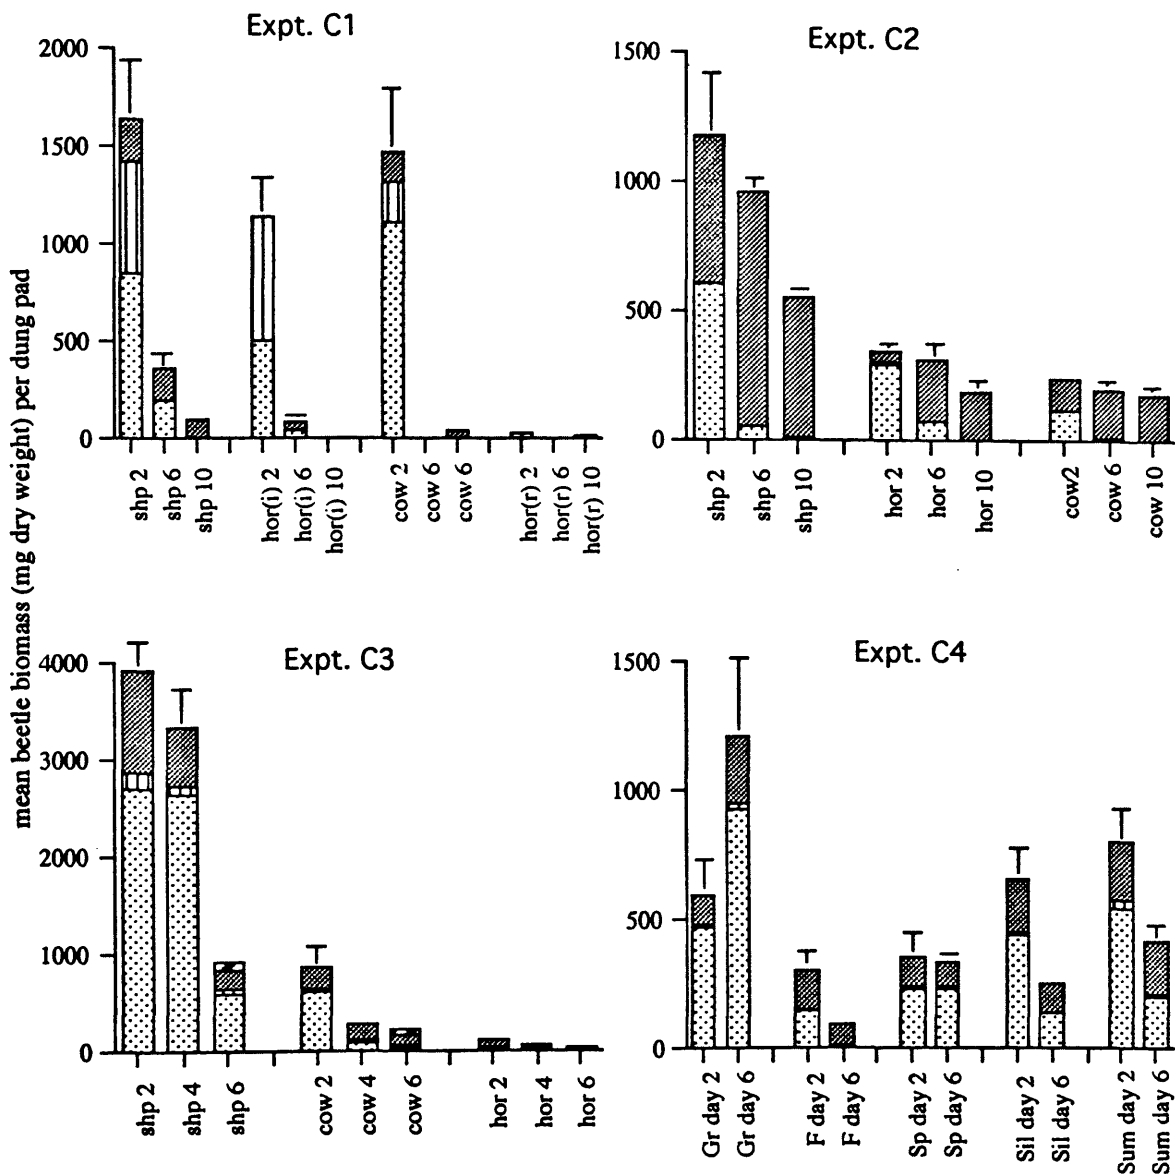 Expt. C1
2000
1500
1000
500
0
shp 2
shp 6
shp 10
hor(i) 2
hor(i) 6
hor(i) 10
cow 2
cow 6
cow 6
hor(r) 2
hor(r) 6
hor(r) 10
Expt. C2
1500
1000
500
0
shp 2
shp 6
shp 10
hor 2
hor 6
hor 10
cow2
cow 6
cow 10
mean beetle biomass (mg dry weight) per dung pad
Expt. C3
4000
3000
2000
1000
0
shp 2
shp 4
shp 6
cow 2
cow 4
cow 6
hor 2
hor 4
hor 6
Expt. C4
1500
1000
500
0
Gr day 2
Gr day 6
F day 2
F day 6
Sp day 2
Sp day 6
Sil day 2
Sil day 6
Sum day 2
Sum day 6